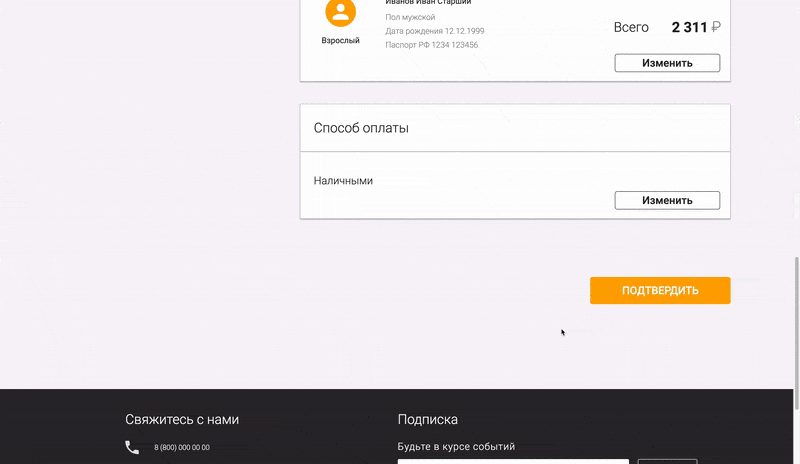 Иванов Иван Старший
Пол мужской
Дата рождения 12.12.1999
Паспорт РФ 1234 123456
Взрослый
Всего 2 311 ₽
Изменить
Способ оплаты
Наличными
Изменить
ПОДТВЕРДИТЬ
Свяжитесь с нами
8 (800) 000 00 00
Подписка
Будьте в курсе событий